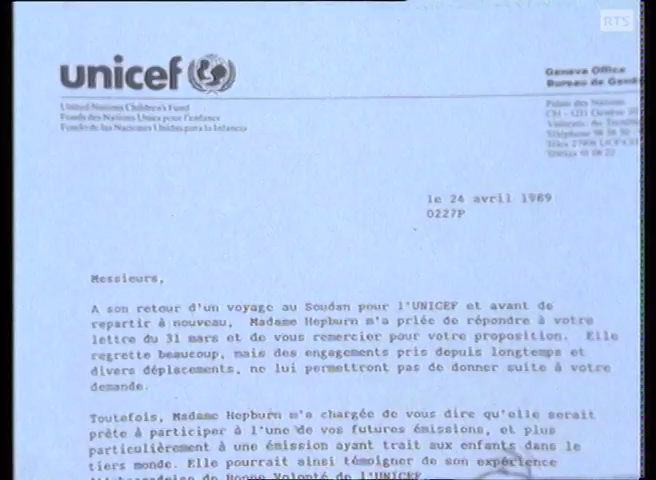 RTS
unicef
Geneva Office
Bureau de
United Nations Children's Fund
Fonds des Nations Unies pour l'enfance
Fondo de las Naciones Unidas para la Infancia
Palais des Nations
le 24 avril 1989
0227P
Messieurs,
A son retour d'un voyage au Soudan pour l'UNICEF et avant de
repartir à nouveau, Madame Hepburn m'a priée de répondre à votre
lettre du 31 mars et de vous remercier pour votre proposition. Elle
regrette beaucoup, mais des engagements pris depuis longtemps et
divers déplacements, ne lui permettront pas de donner suite à votre
demande.
Toutefois, Madame Hepburn m'a chargée de vous dire qu'elle serait
prête à participer à l'une de vos futures émissions, et plus
particulièrement à une émission ayant trait aux enfants dans le
tiers monde. Elle pourrait ainsi témoigner de son expérience
de Bonne Volonté de l'UNICEF.